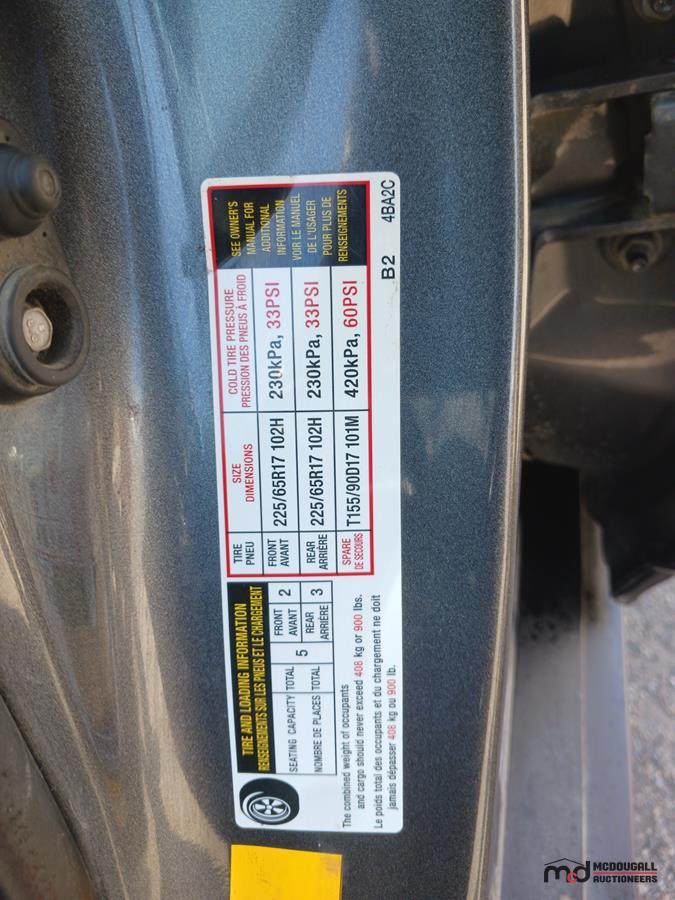 TIRE AND LOADING INFORMATION
RENSEIGNEMENTS SUR LES PNEUS ET LE CHARGEMENT
SEATING CAPACITY TOTAL 5 FRONT AVANT 2
NOMBRE DE PLACES TOTAL REAR ARRIÈRE 3
The combined weight of occupants
and cargo should never exceed 408 kg or 900 lbs.
Le poids total des occupants et du chargement ne doit
jamais dépasser 408 kg ou 900 lb.
TIRE PNEU SIZE DIMENSIONS COLD TIRE PRESSURE PRESSION DES PNEUS À FROID
FRONT AVANT 225/65R17 102H 230kPa, 33PSI
REAR ARRIÈRE 225/65R17 102H 230kPa, 33PSI
SPARE DE SECOURS T155/90D17 101M 420kPa, 60PSI
SEE OWNER'S
MANUAL FOR
ADDITIONAL
INFORMATION
VOIR LE MANUEL
DE L'USAGER
POUR PLUS DE
RENSEIGNEMENTS
B2 4BA2C
mcd MCDOUGALL
AUCTIONEERS